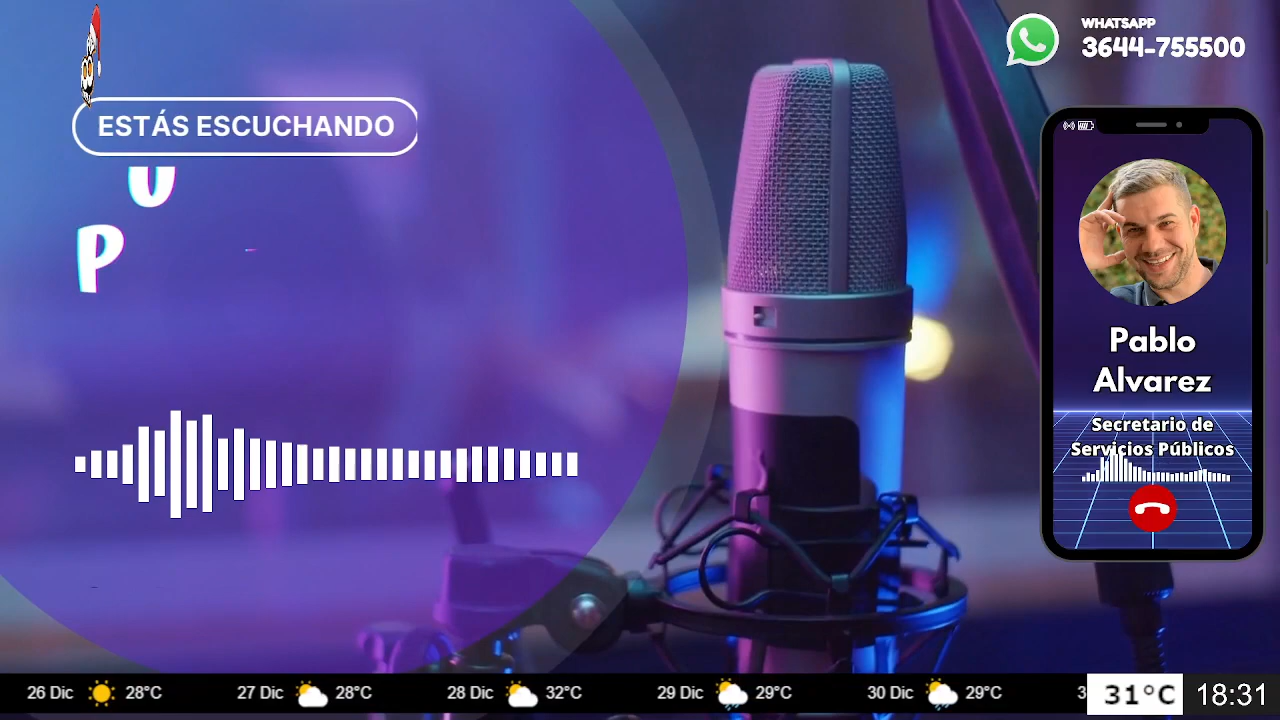 WHATSAPP
3644-755500
ESTÁS ESCUCHANDO
U
P
Pablo
Alvarez
Secretario de
Servicios Públicos
26 Dic 28°C 27 Dic 28°C 28 Dic 32°C 29 Dic 29°C 30 Dic 29°C 3 31°C 18:31